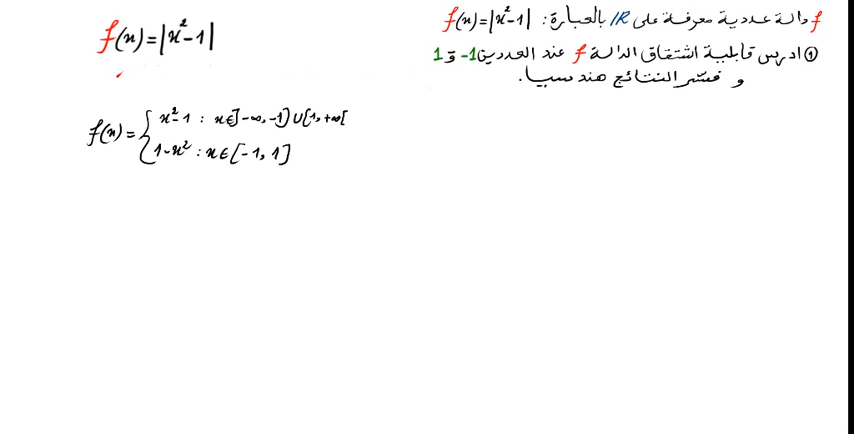 f دالة عددية معرفة على IR بالعبارة : f(x)=|x²-1|
① ادرس قابلية اشتقاق الدالة f عند العددين 1- و 1
و فسّر النتائج هندسيا.
f(x)=|x²-1|
f(x)={ x²-1 : x∈]-∞,-1]∪[1,+∞[
1-x² : x∈[-1,1]